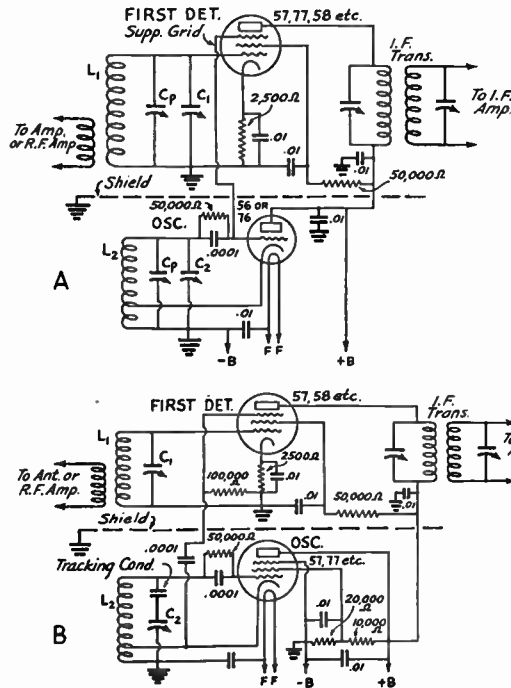 FIRST DET.
57,77,58 etc.
Supp. Grid
I.F.
Trans.
L1
CP
C1
2,500Ω
.01
.01
To Amp.
or R.F. Amp
To I.F.
Amp.
.01
50,000Ω
Shield
50,000Ω
56 OR
76
OSC.
.0001
.01
L2
CP
C2
A
.01
-B
F F
+B
FIRST DET.
57,58 etc.
I.F.
Trans.
L1
C1
2500Ω
100,000
Ω
.01
.01
To Ant. or
R.F. Amp.
50,000Ω
.01
Shield
.0001
50,000Ω
OSC.
57,77 etc.
Tracking Cond.
.0001
L2
C2
.01
20,000
Ω
10,000
Ω
B
.01
F F
-B
+B